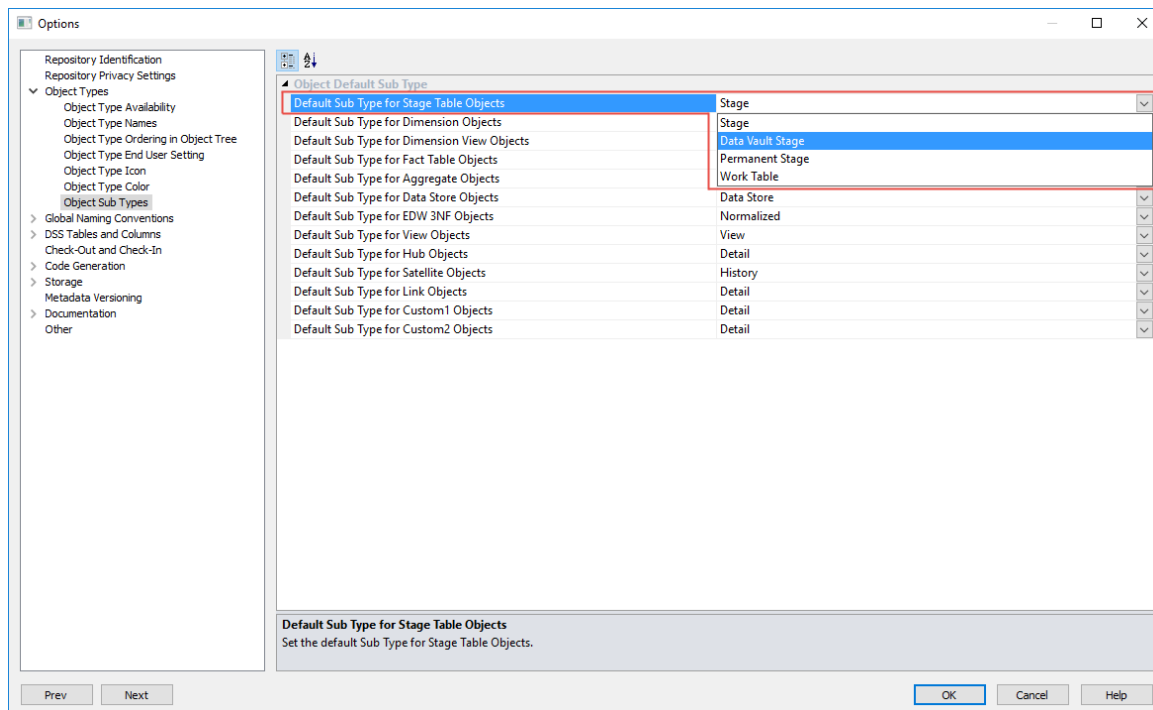 Options
Repository Identification
Repository Privacy Settings
Object Types
Object Type Availability
Object Type Names
Object Type Ordering in Object Tree
Object Type End User Setting
Object Type Icon
Object Type Color
Object Sub Types
Global Naming Conventions
DSS Tables and Columns
Check-Out and Check-In
Code Generation
Storage
Metadata Versioning
Documentation
Other
Object Default Sub Type
Default Sub Type for Stage Table Objects Stage
Default Sub Type for Dimension Objects Stage
Default Sub Type for Dimension View Objects Data Vault Stage
Default Sub Type for Fact Table Objects Permanent Stage
Default Sub Type for Aggregate Objects Work Table
Default Sub Type for Data Store Objects Data Store
Default Sub Type for EDW 3NF Objects Normalized
Default Sub Type for View Objects View
Default Sub Type for Hub Objects Detail
Default Sub Type for Satellite Objects History
Default Sub Type for Link Objects Detail
Default Sub Type for Custom1 Objects Detail
Default Sub Type for Custom2 Objects Detail
Default Sub Type for Stage Table Objects
Set the default Sub Type for Stage Table Objects.
Prev Next OK Cancel Help